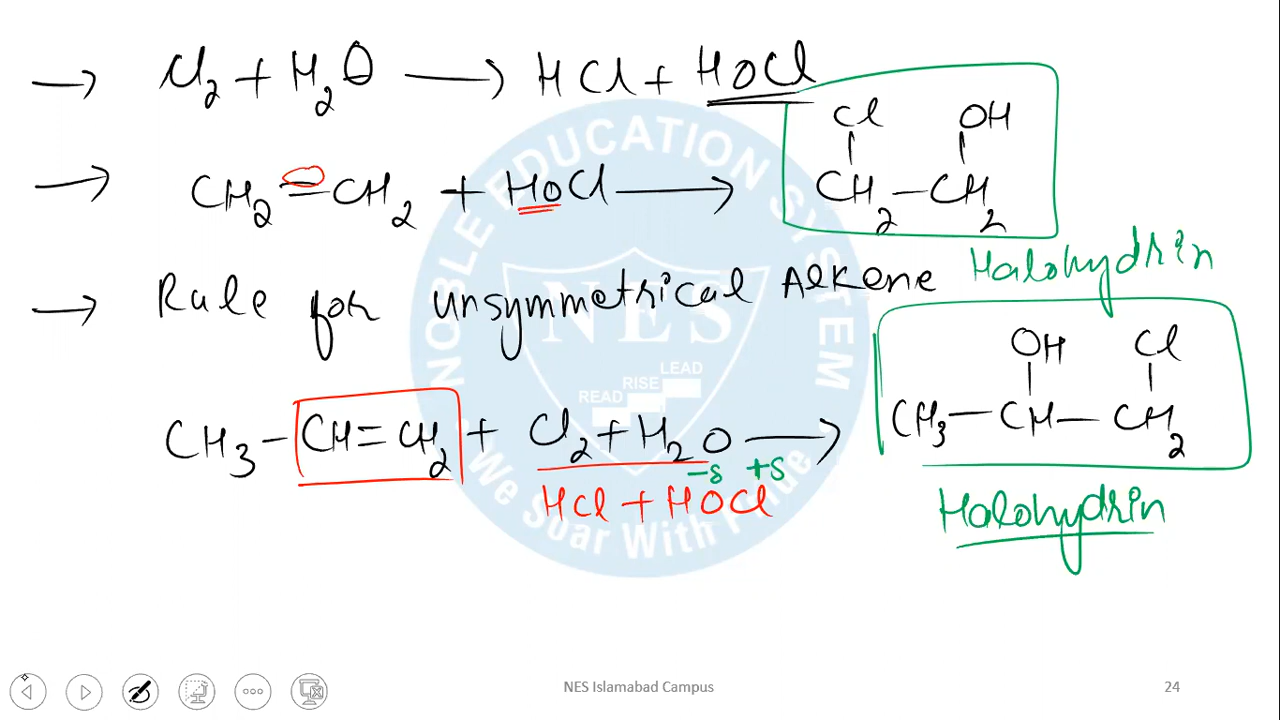 → Cl₂ + H₂O → HCl + HOCl
Cl OH
→ CH₂ = CH₂ + HOCl → CH₂ – CH₂
Halohydrin
→ Rule for unsymmetrical Alkene
OH Cl
CH₃ – CH = CH₂ + Cl₂ + H₂O → CH₃ – CH – CH₂
-δ +δ
HCl + HOCl
Halohydrin
NOBLE EDUCATION SYSTEM
NES
READ RISE LEAD
We Soar With Pride
NES Islamabad Campus
24